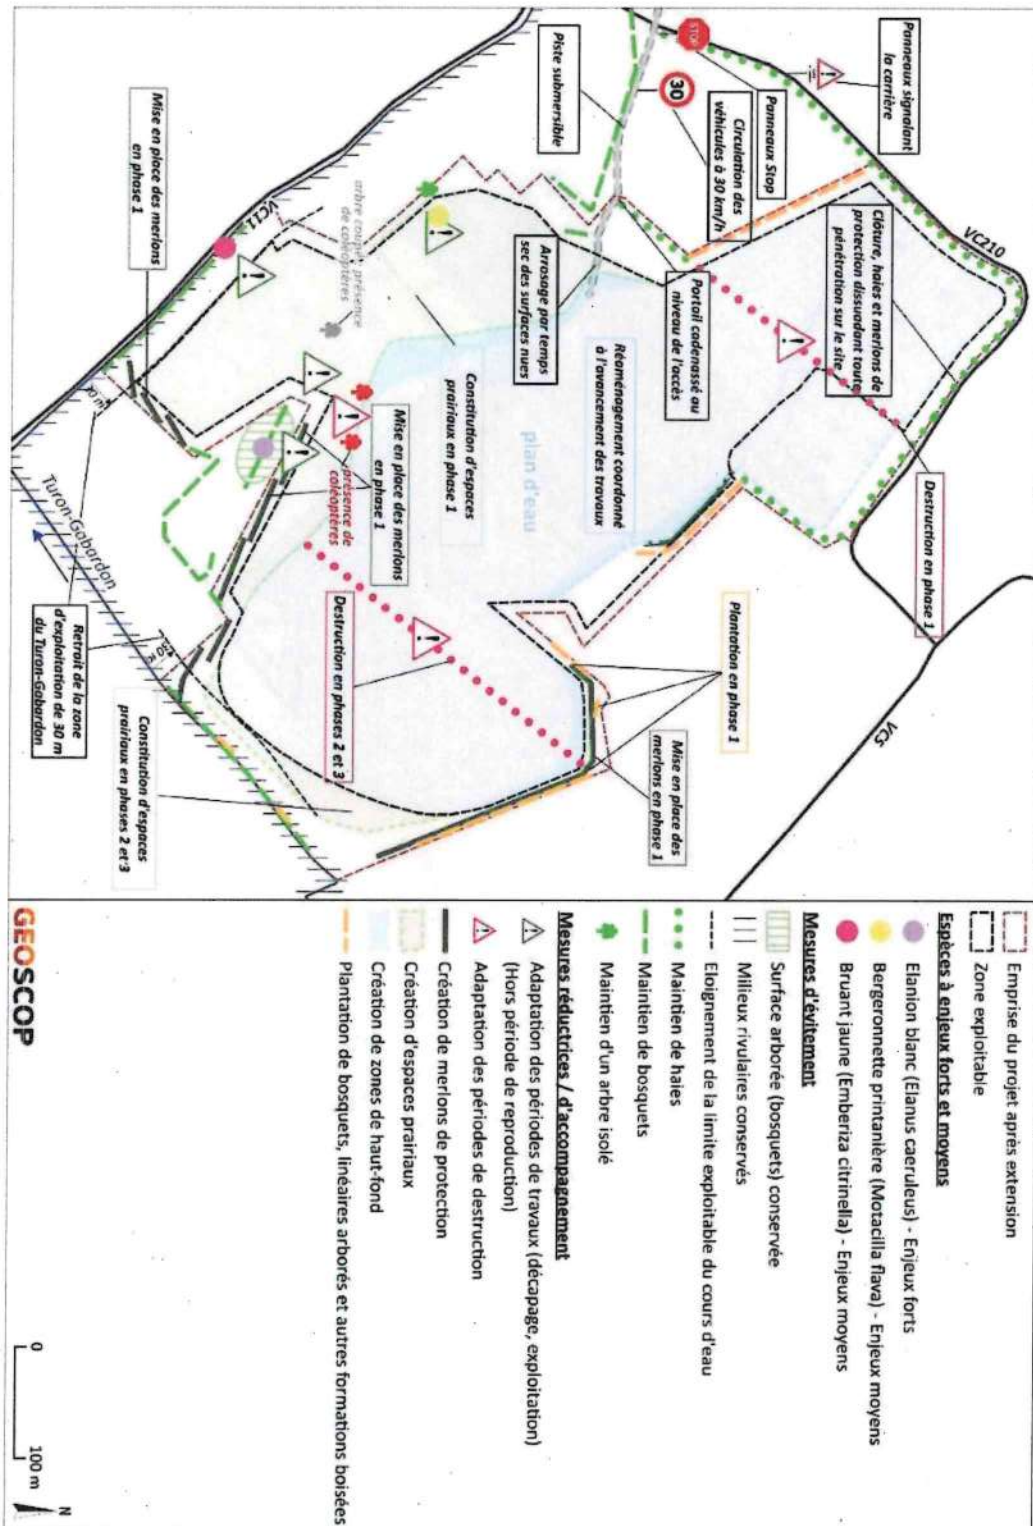 Panneaux signalant
la carrière
STOP
Panneaux Stop
30
Circulation des
véhicules à 30 km/h
Piste submersible
VC210
Clôture, haies et merlons de
protection dissuadant toute
pénétration sur le site
Portail cadenassé au
niveau de l'accès
Arrosage par temps
sec des surfaces nues
Mise en place des merlons
en phase 1
VC11
arbre coupé, présence
de coléoptères
Réaménagement coordonné
à l'avancement des travaux
plan d'eau
Constitution d'espaces
prairiaux en phase 1
Mise en place des merlons
en phase 1
présence de
coléoptères
Destruction en phase 1
Destruction en phases 2 et 3
Plantation en phase 1
Mise en place des
merlons en phase 1
VC5
Turon-Gabardon
Retrait de la zone
d'exploitation de 30 m
du Turon-Gabardon
Constitution d'espaces
prairiaux en phases 2 et 3
Emprise du projet après extension
Zone exploitable
Espèces à enjeux forts et moyens
Elanion blanc (Elanus caeruleus) - Enjeux forts
Bergeronnette printanière (Motacilla flava) - Enjeux moyens
Bruant jaune (Emberiza citrinella) - Enjeux moyens
Mesures d'évitement
Surface arborée (bosquets) conservée
Milieux rivulaires conservés
Eloignement de la limite exploitable du cours d'eau
Maintien de haies
Maintien de bosquets
Maintien d'un arbre isolé
Mesures réductrices / d'accompagnement
Adaptation des périodes de travaux (décapage, exploitation)
(Hors période de reproduction)
Adaptation des périodes de destruction
Création de merlons de protection
Création d'espaces prairiaux
Création de zones de haut-fond
Plantation de bosquets, linéaires arborés et autres formations boisées
GEOSCOP
0 100 m
N